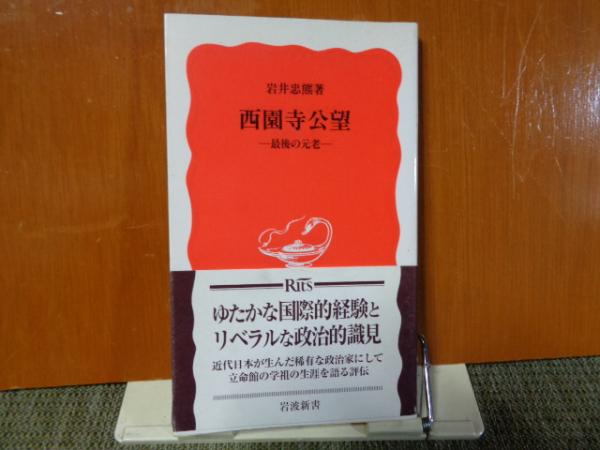 岩井忠熊著
西園寺公望
―最後の元老―
Rits
ゆたかな国際的経験と
リベラルな政治的識見
近代日本が生んだ稀有な政治家にして
立命館の学祖の生涯を語る評伝
岩波新書